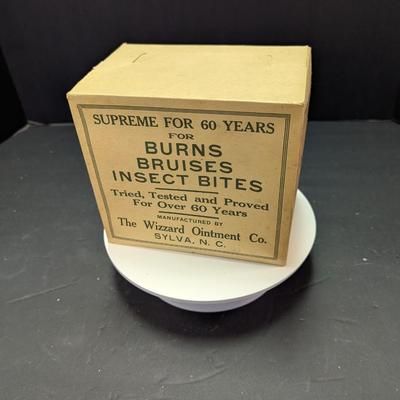 SUPREME FOR 60 YEARS
FOR
BURNS
BRUISES
INSECT BITES
Tried, Tested and Proved
For Over 60 Years
MANUFACTURED BY
The Wizzard Ointment Co.
SYLVA, N. C.